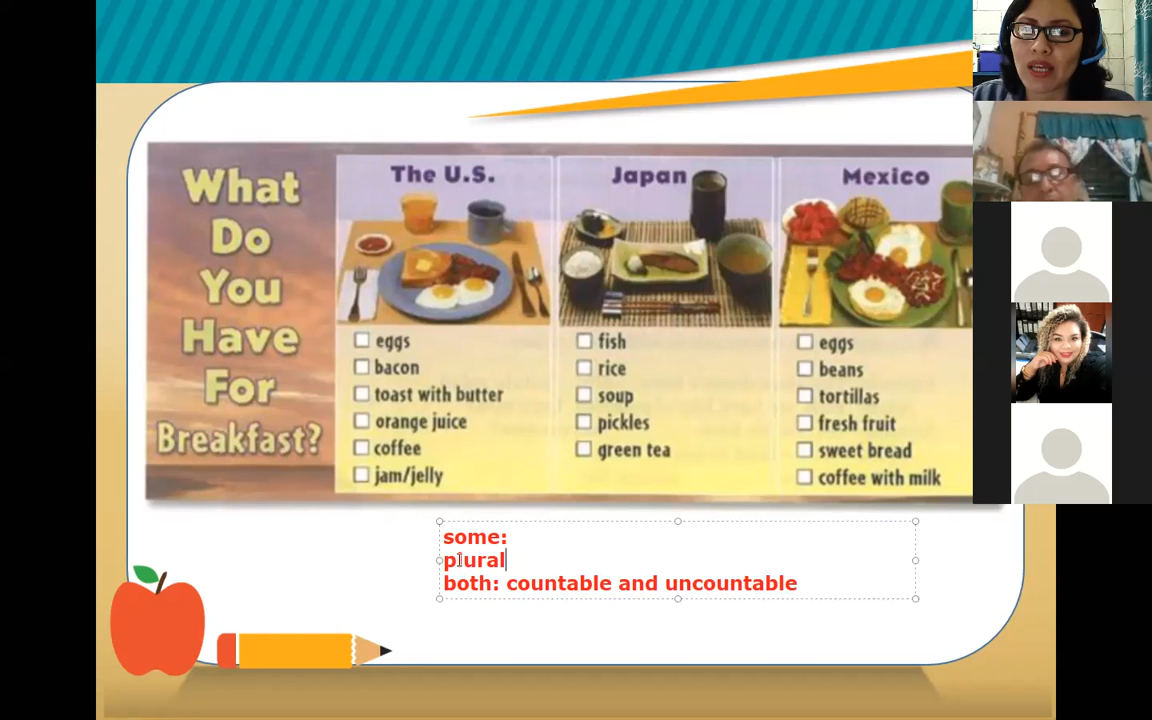 What
Do
You
Have
For
Breakfast?
The U.S.
eggs
bacon
toast with butter
orange juice
coffee
jam/jelly
Japan
fish
rice
soup
pickles
green tea
Mexico
eggs
beans
tortillas
fresh fruit
sweet bread
coffee with milk
some:
plural
both: countable and uncountable